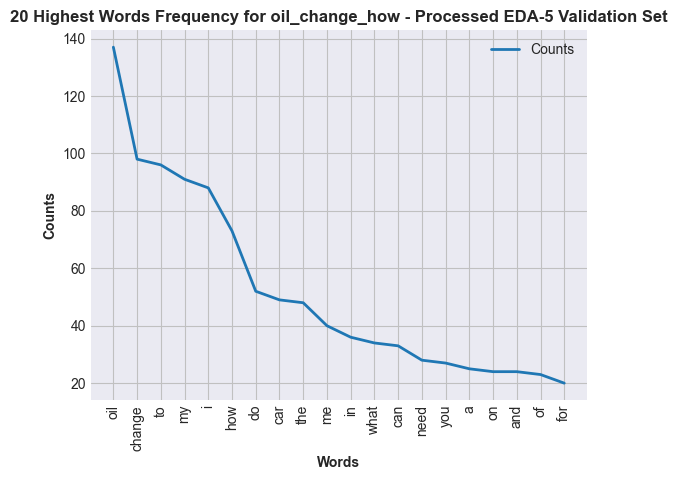 20 Highest Words Frequency for oil_change_how - Processed EDA-5 Validation Set
Counts
140
120
100
80
60
40
20
Counts
oil
change
to
my
i
how
do
car
the
me
in
what
can
need
you
a
on
and
of
for
Words